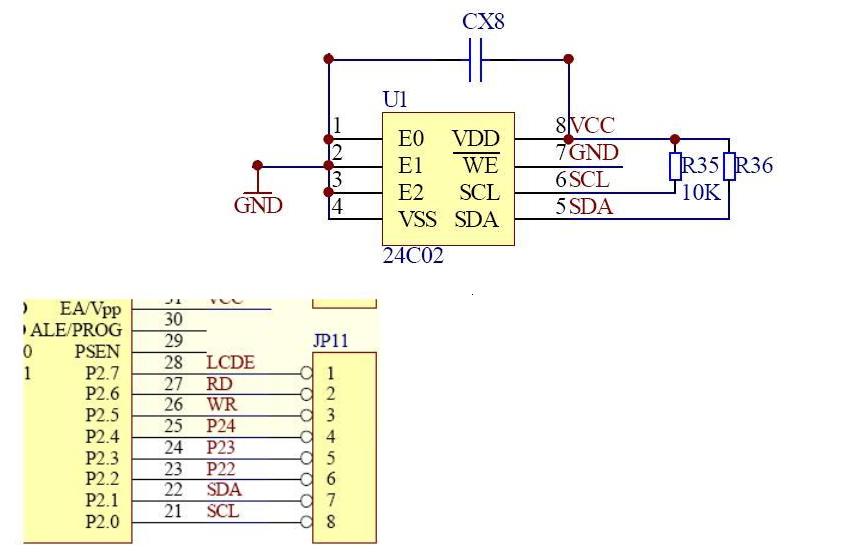 CX8
U1
1 E0 VDD 8 VCC
2 E1 WE 7 GND
3 E2 SCL 6 SCL R35 R36
4 VSS SDA 5 SDA 10K
GND
24C02
EA/Vpp 31 VCC
ALE/PROG 30
0 PSEN 29 JP11
1 P2.7 28 LCDE 1
P2.6 27 RD 2
P2.5 26 WR 3
P2.4 25 P24 4
P2.3 24 P23 5
P2.2 23 P22 6
P2.1 22 SDA 7
P2.0 21 SCL 8